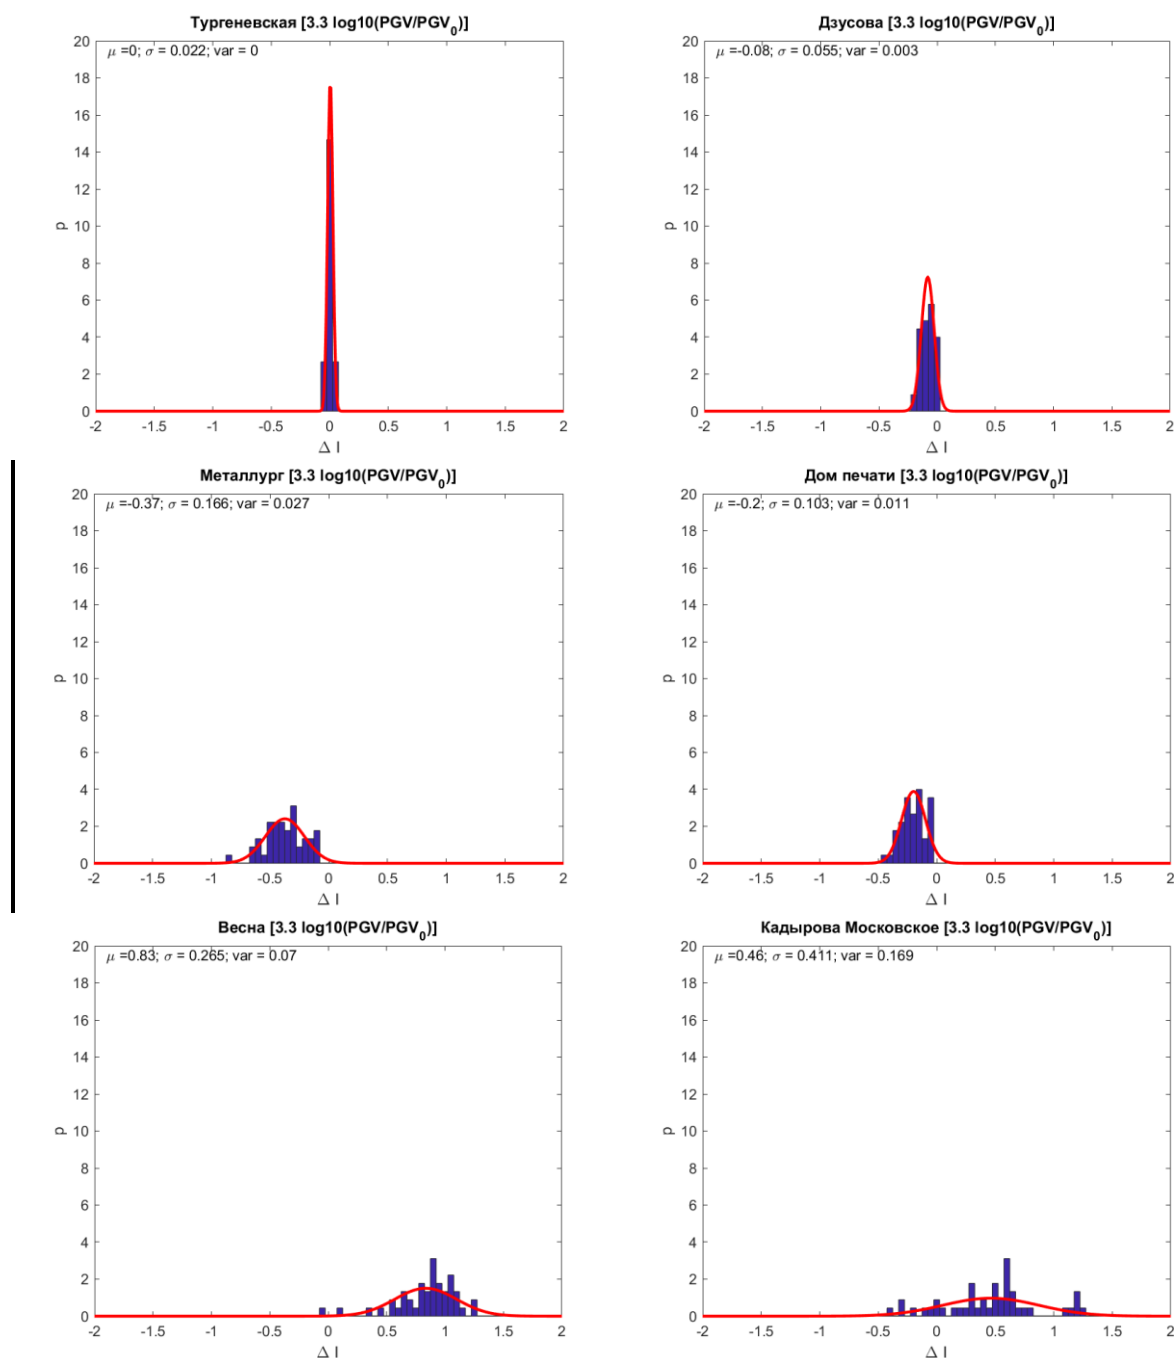 Тургеневская [3.3 log10(PGV/PGV0)]
μ =0; σ = 0.022; var = 0
20
18
16
14
12
10
8
6
4
2
0
p
-2 -1.5 -1 -0.5 0 0.5 1 1.5 2
Δ I
Дзусова [3.3 log10(PGV/PGV0)]
μ =-0.08; σ = 0.055; var = 0.003
20
18
16
14
12
10
8
6
4
2
0
p
-2 -1.5 -1 -0.5 0 0.5 1 1.5 2
Δ I
Металлург [3.3 log10(PGV/PGV0)]
μ =-0.37; σ = 0.166; var = 0.027
20
18
16
14
12
10
8
6
4
2
0
p
-2 -1.5 -1 -0.5 0 0.5 1 1.5 2
Δ I
Дом печати [3.3 log10(PGV/PGV0)]
μ =-0.2; σ = 0.103; var = 0.011
20
18
16
14
12
10
8
6
4
2
0
p
-2 -1.5 -1 -0.5 0 0.5 1 1.5 2
Δ I
Весна [3.3 log10(PGV/PGV0)]
μ =0.83; σ = 0.265; var = 0.07
20
18
16
14
12
10
8
6
4
2
0
p
-2 -1.5 -1 -0.5 0 0.5 1 1.5 2
Δ I
Кадырова Московское [3.3 log10(PGV/PGV0)]
μ =0.46; σ = 0.411; var = 0.169
20
18
16
14
12
10
8
6
4
2
0
p
-2 -1.5 -1 -0.5 0 0.5 1 1.5 2
Δ I